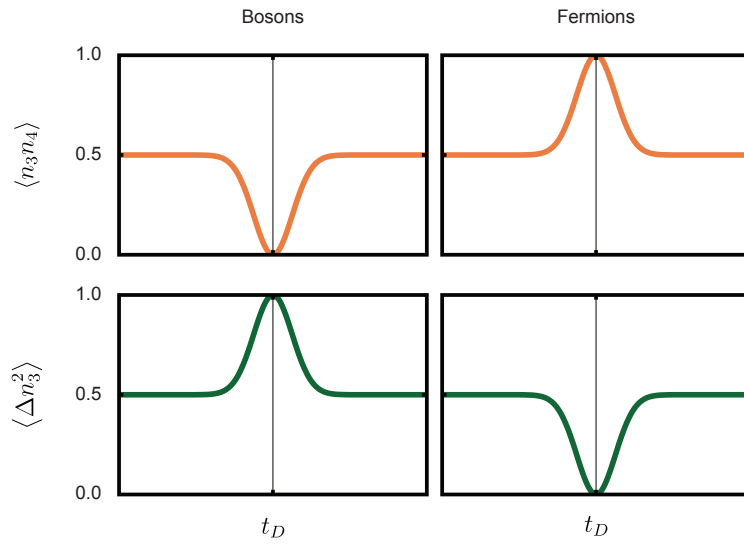 Bosons Fermions
⟨n₃n₄⟩
1.0
0.5
0.0
⟨Δn₃²⟩
1.0
0.5
0.0
t_D t_D